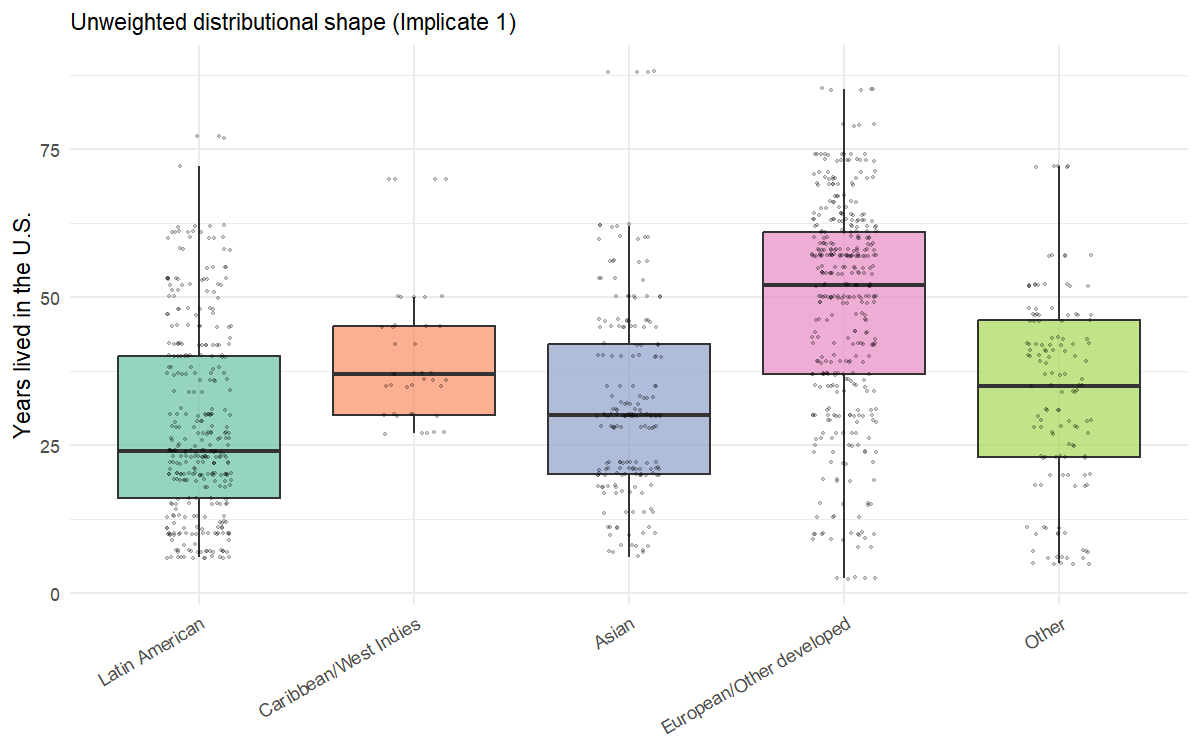 Unweighted distributional shape (Implicate 1)
Years lived in the U.S.
75
50
25
0
Latin American
Caribbean/West Indies
Asian
European/Other developed
Other